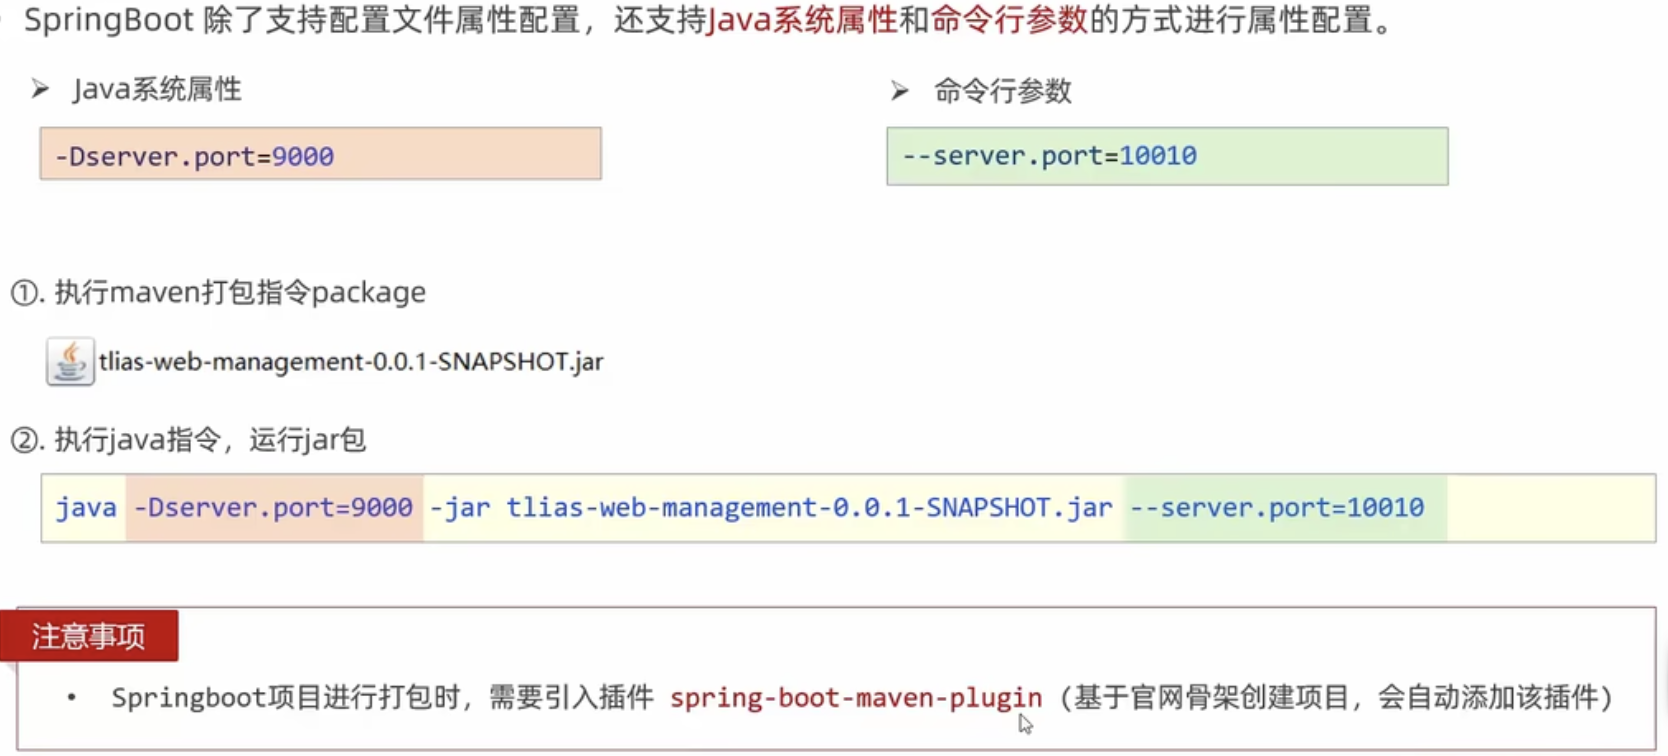 SpringBoot 除了支持配置文件属性配置，还支持Java系统属性和命令行参数的方式进行属性配置。
Java系统属性
命令行参数
-Dserver.port=9000
--server.port=10010
①. 执行maven打包指令package
tlias-web-management-0.0.1-SNAPSHOT.jar
②. 执行java指令，运行jar包
java -Dserver.port=9000 -jar tlias-web-management-0.0.1-SNAPSHOT.jar --server.port=10010
注意事项
• Springboot项目进行打包时，需要引入插件 spring-boot-maven-plugin (基于官网骨架创建项目，会自动添加该插件)